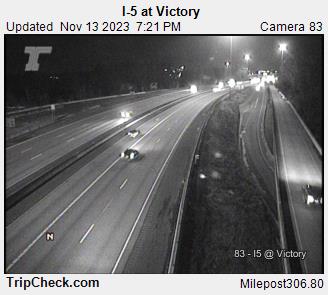 I-5 at Victory
Updated Nov 13 2023 7:21 PM Camera 83
T
N
83 - I5 @ Victory
TripCheck.com Milepost306.80